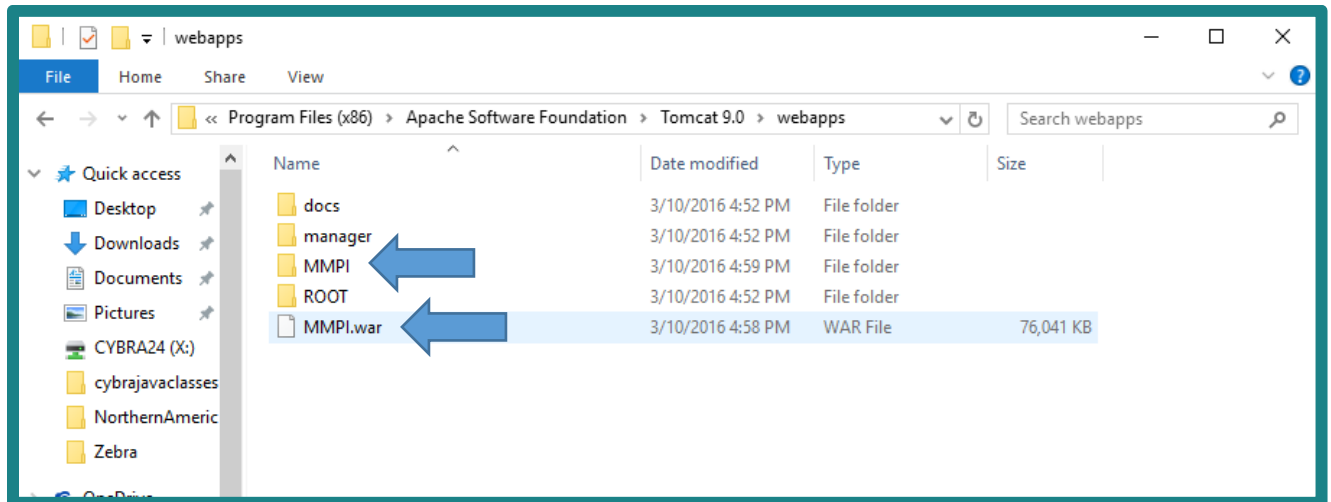 webapps
File Home Share View
« Program Files (x86) > Apache Software Foundation > Tomcat 9.0 > webapps
Search webapps
Quick access
Desktop
Downloads
Documents
Pictures
CYBRA24 (X:)
cybrajavaclasses
NorthernAmeric
Zebra
Name Date modified Type Size
docs 3/10/2016 4:52 PM File folder
manager 3/10/2016 4:52 PM File folder
MMPI 3/10/2016 4:59 PM File folder
ROOT 3/10/2016 4:52 PM File folder
MMPI.war 3/10/2016 4:58 PM WAR File 76,041 KB